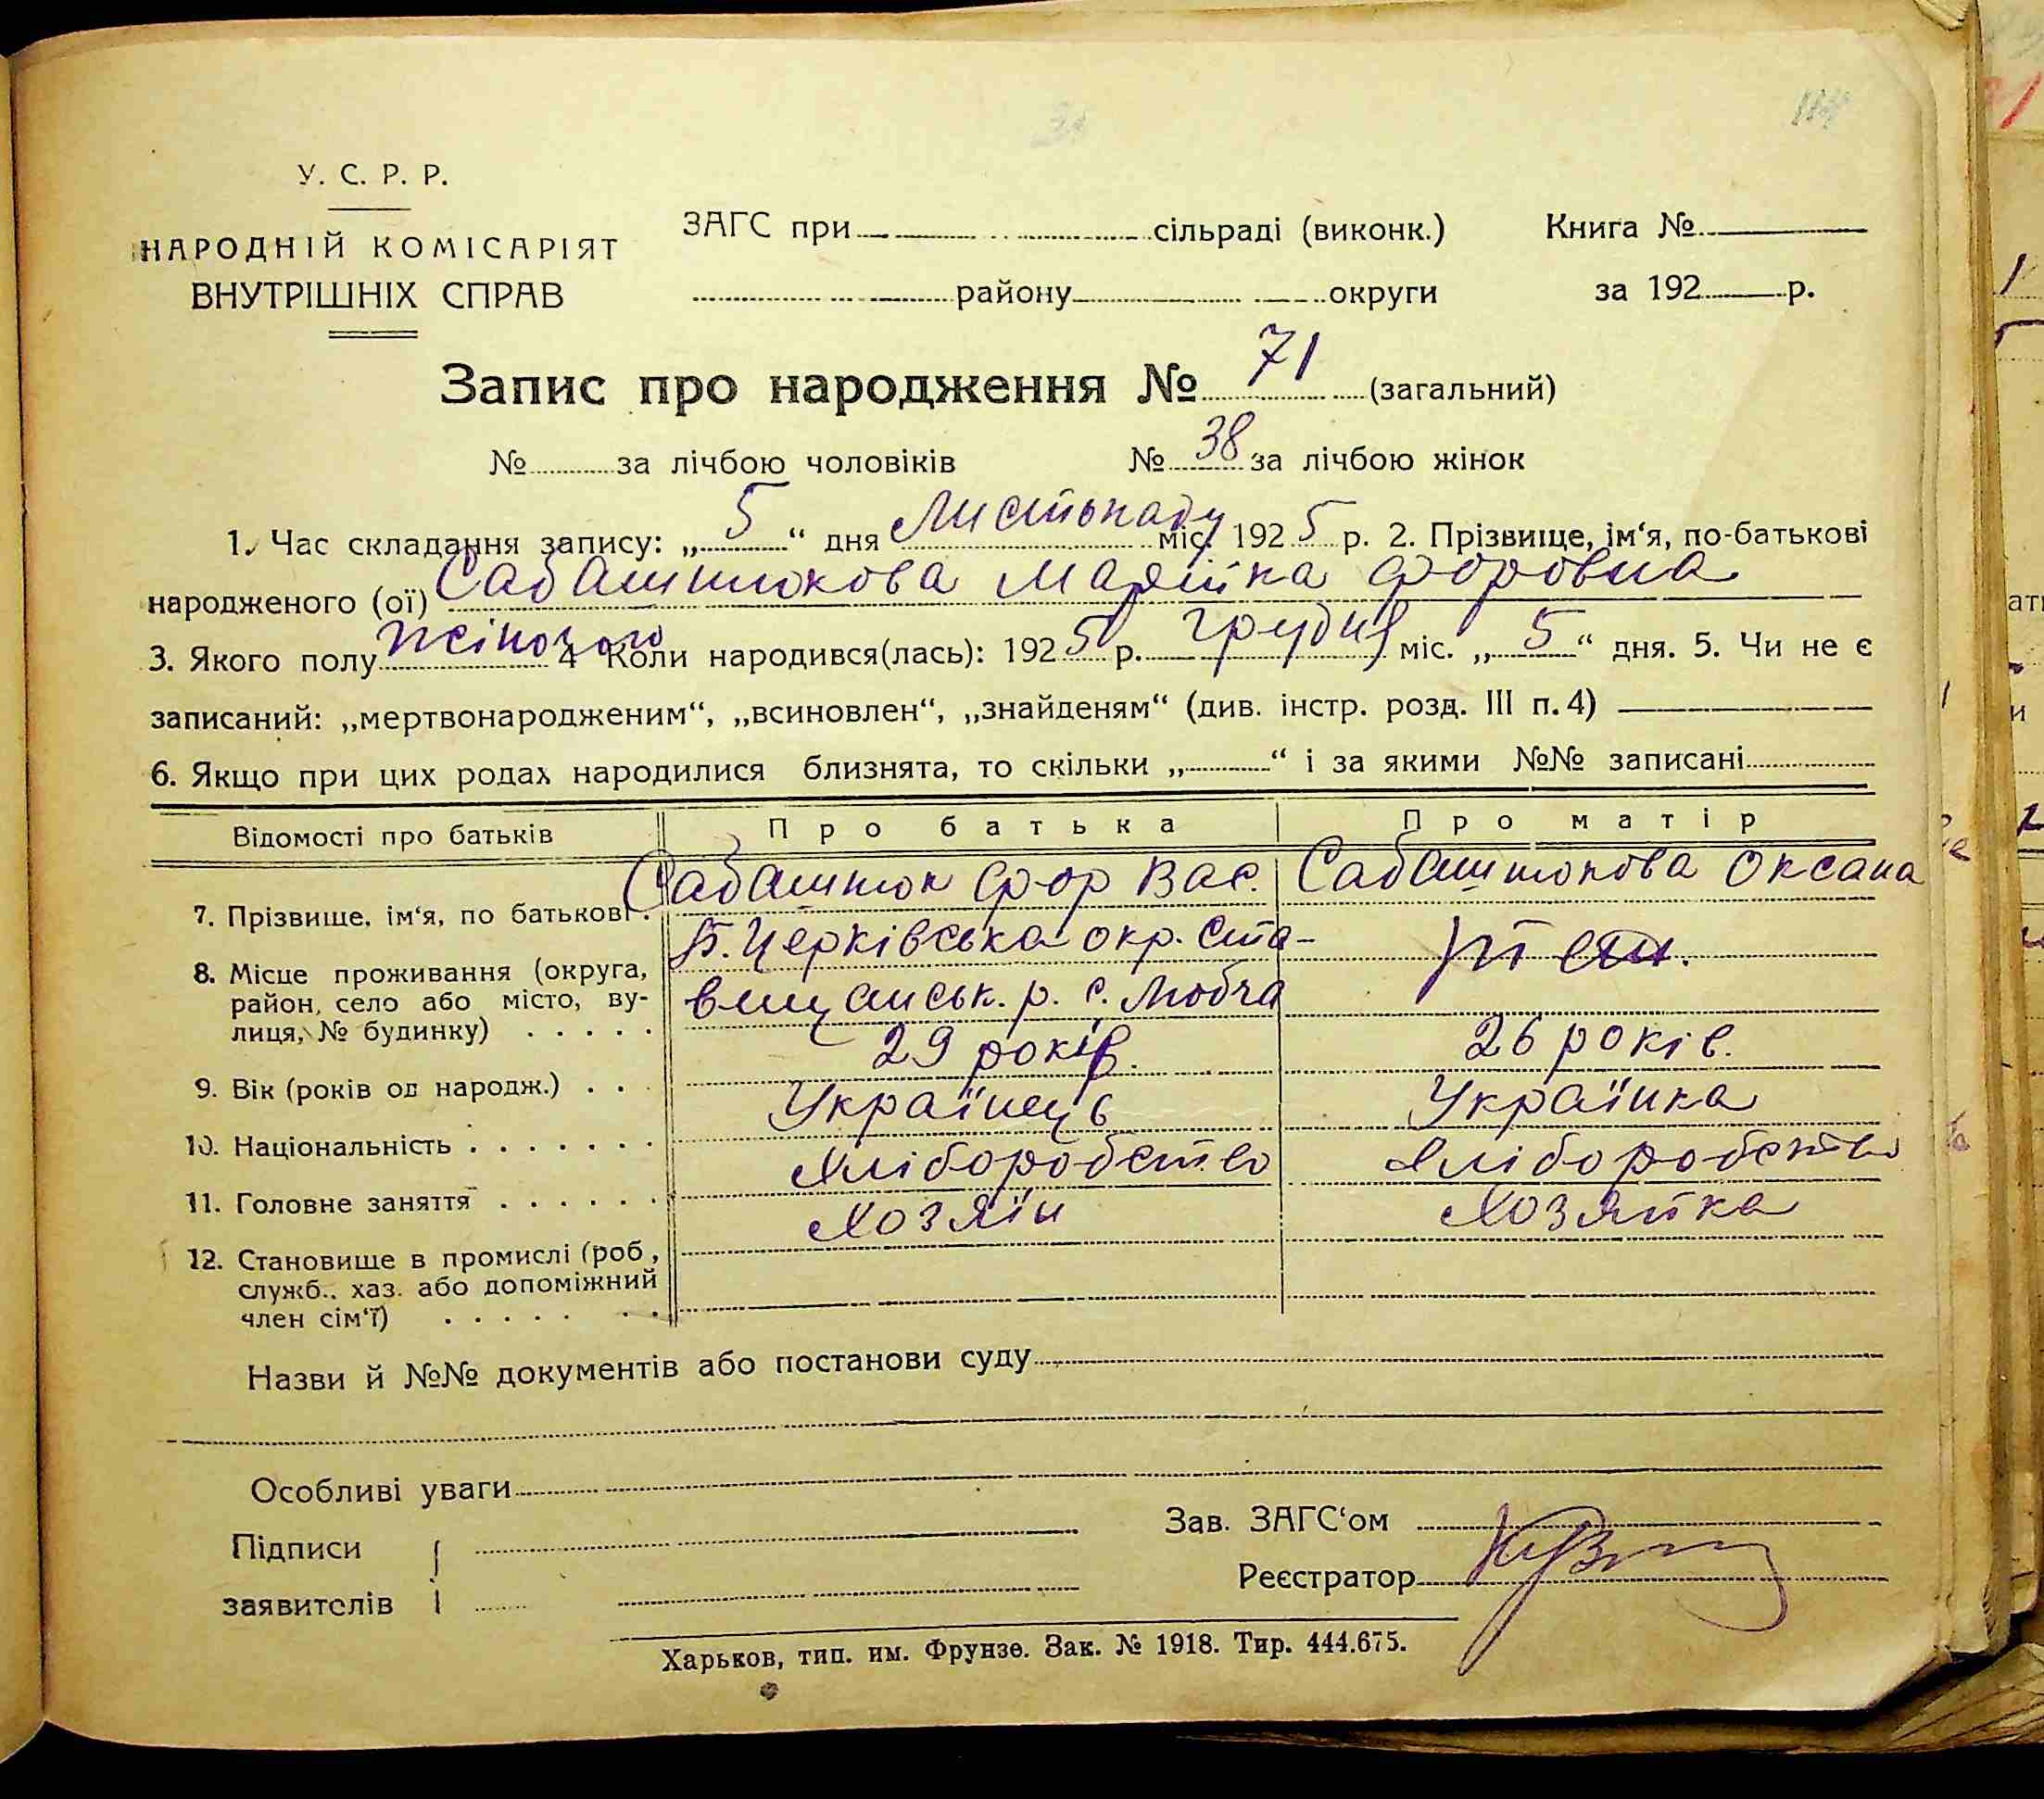 У. С. Р. Р.
НАРОДНІЙ КОМІСАРІЯТ
ВНУТРІШНІХ СПРАВ
ЗАГС при сільраді (виконк.)
району округи
Книга №
за 192 р.
Запис про народження № 71 (загальний)
№ за лічбою чоловіків № 38 за лічбою жінок
1. Час складання запису: „5“ дня Листьпаду міс. 1925 р. 2. Прізвище, ім‘я, по-батькові
народженого (ої) Сабаштюкова Марійка Форовна
3. Якого полу жіночого 4 Коли народився(лась): 1925 р. грудня міс. „5“ дня. 5. Чи не є
записаний: „мертвонародженим“, „всиновлен“, „знайденям“ (див. інстр. розд. III п. 4)
6. Якщо при цих родах народилися близнята, то скільки „ “ і за якими №№ записані
Відомості про батьків Про батька Про матір
7. Прізвище, ім‘я, по батькові . Сабаштюк Фор Вас. Сабаштюкова Оксана
8. Місце проживання (округа, район, село або місто, вулиця, № будинку) . . . . .
Б. Церківська окр. Ста-
вищанськ. р. с. Любча
9. Вік (років од народж.) . . . 29 років. 26 років.
10. Національність . . . . . . . Українець Українка
11. Головне заняття . . . . . . Хліборобство Хліборобство
12. Становище в промислі (роб., служб., хаз. або допоміжний член сім‘ї) . . . . . . . Хозяїн Хозяйка
Назви й №№ документів або постанови суду
Особливі уваги
Підписи
заявителів
Зав. ЗАГС‘ом
Реєстратор
Харьков, тип. им. Фрунзе. Зак. № 1918. Тир. 444.675.